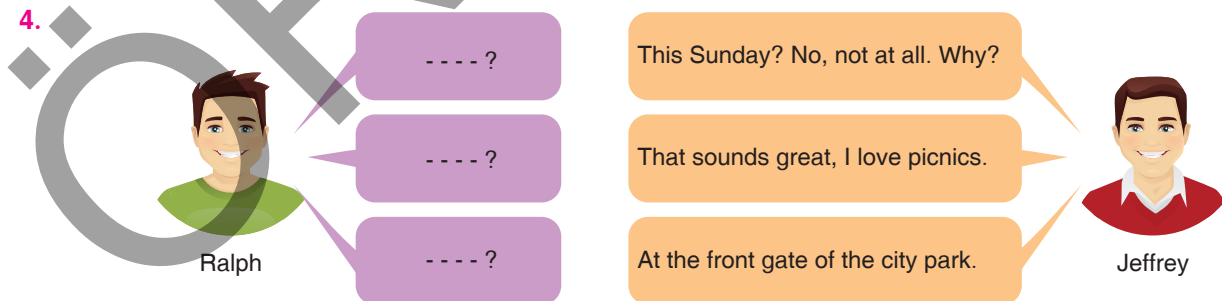 4.
- - - - ?
This Sunday? No, not at all. Why?
- - - - ?
That sounds great, I love picnics.
- - - - ?
At the front gate of the city park.
Ralph
Jeffrey